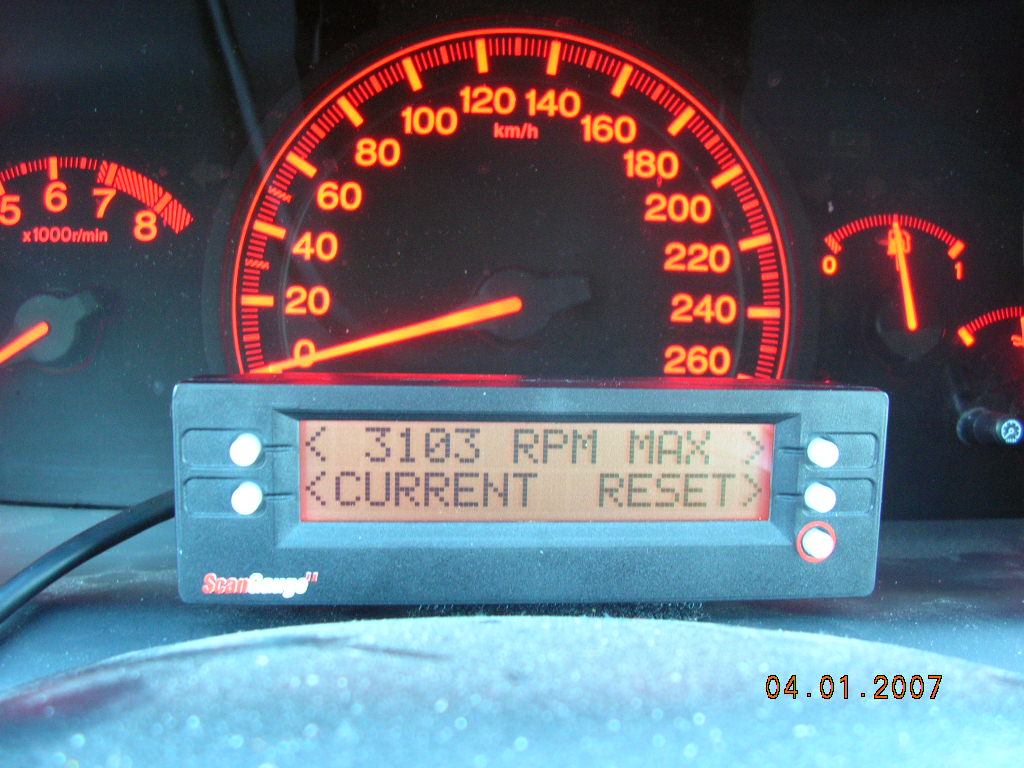 120 140
100 160
km/h
80 180
60 200
6
5 7 8
x1000r/min
40 220
0 1
20 240
0 260
< 3103 RPM MAX >
<CURRENT RESET>
ScanGauge II
04.01.2007